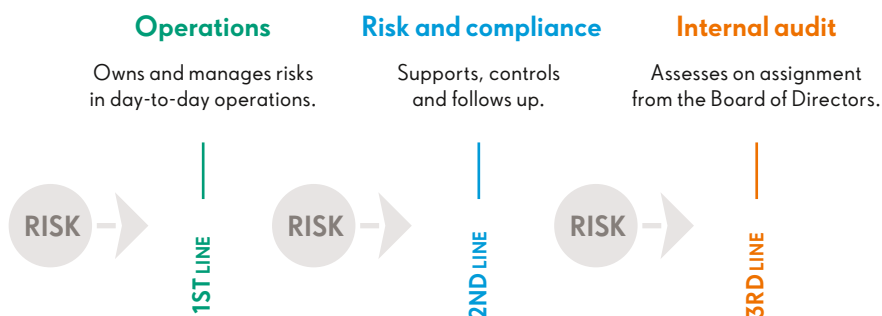 Operations
Owns and manages risks
in day-to-day operations.
Risk and compliance
Supports, controls
and follows up.
Internal audit
Assesses on assignment
from the Board of Directors.
RISK
1ST LINE
RISK
2ND LINE
RISK
3RD LINE